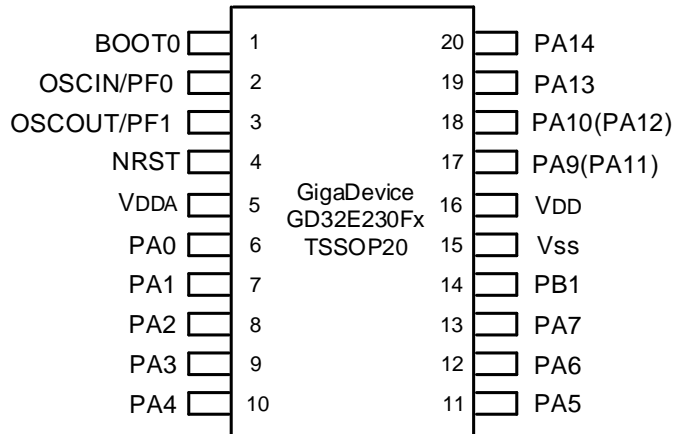 BOOT0 1 20 PA14
OSCIN/PF0 2 19 PA13
OSCOUT/PF1 3 18 PA10(PA12)
NRST 4 17 PA9(PA11)
VDDA 5 16 VDD
PA0 6 15 Vss
PA1 7 14 PB1
PA2 8 13 PA7
PA3 9 12 PA6
PA4 10 11 PA5
GigaDevice
GD32E230Fx
TSSOP20